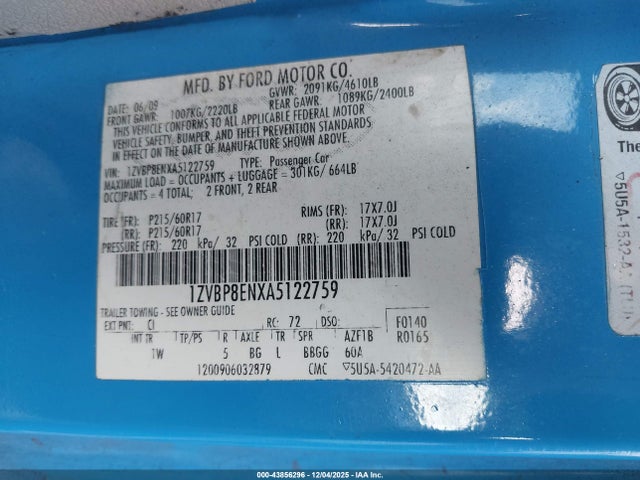 MFD. BY FORD MOTOR CO.
DATE: 06/09 GVWR: 2091KG/4610LB
FRONT GAWR: 1007KG/2220LB REAR GAWR: 1089KG/2400LB
THIS VEHICLE CONFORMS TO ALL APPLICABLE FEDERAL MOTOR
VEHICLE SAFETY, BUMPER, AND THEFT PREVENTION STANDARDS
IN EFFECT ON THE DATE OF MANUFACTURE SHOWN ABOVE.
VIN: 1ZVBP8ENXA5122759 TYPE: Passenger Car
MAXIMUM LOAD = OCCUPANTS + LUGGAGE = 301KG/ 664LB
OCCUPANTS = 4 TOTAL; 2 FRONT, 2 REAR
TIRE(FR): P215/60R17 RIMS (FR): 17X7.0J
(RR): P215/60R17 (RR): 17X7.0J
PRESSURE (FR): 220 kPa/ 32 PSI COLD (RR): 220 kPa/ 32 PSI COLD
1ZVBP8ENXA5122759
TRAILER TOWING - SEE OWNER GUIDE
EXT PNT: CI RC: 72 DSO: F0140
INT TR TP/PS R AXLE TR SPR AZF1B R0165
TW 5 BG L BBGG 60A
1200906032879 CMC ▽5U5A-5420472-AA
The
▽5U5A-1532-A
000-43856296 - 12/04/2025 - IAA Inc.